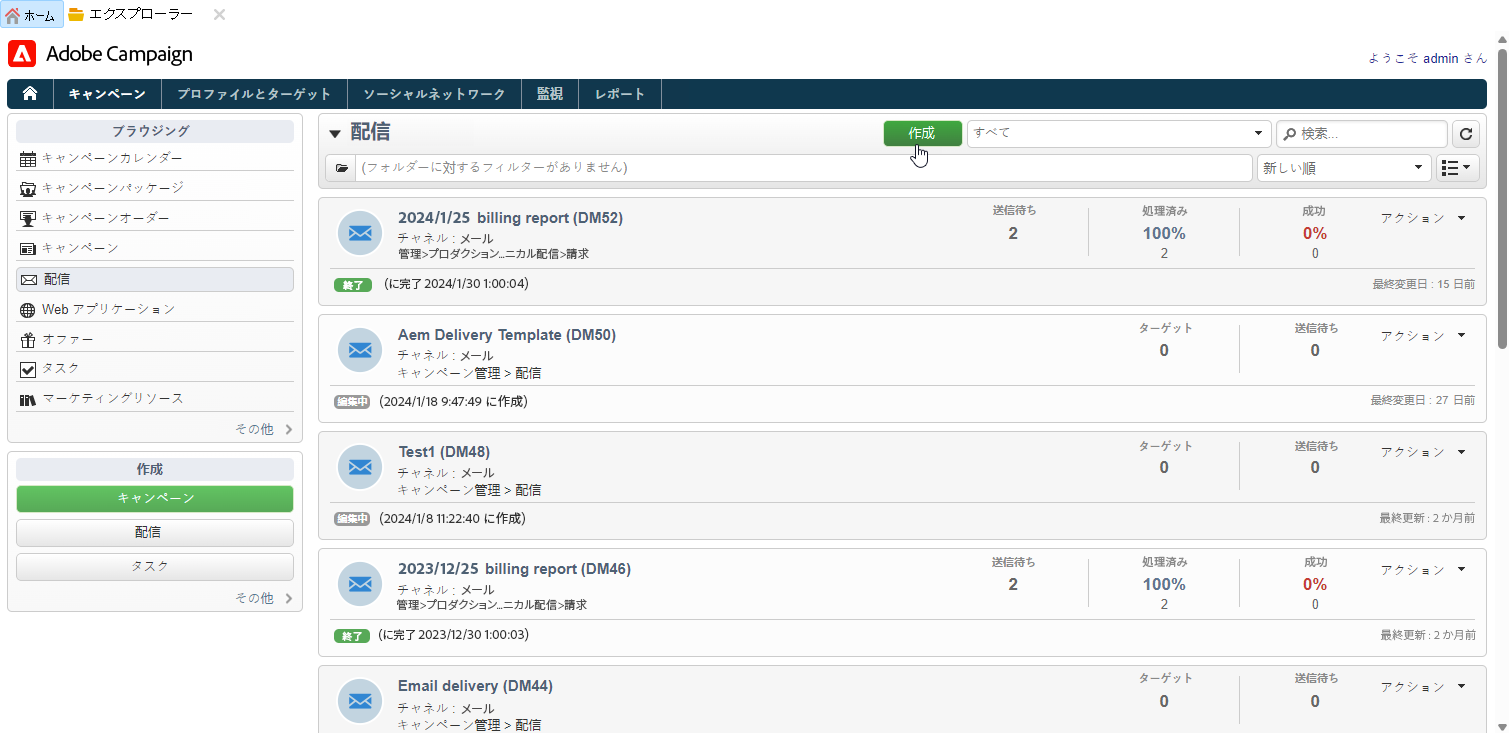 ホーム エクスプローラー
Adobe Campaign
ようこそ admin さん
キャンペーン プロファイルとターゲット ソーシャルネットワーク 監視 レポート
ブラウジング
キャンペーンカレンダー
キャンペーンパッケージ
キャンペーンオーダー
キャンペーン
配信
Web アプリケーション
オファー
タスク
マーケティングリソース
その他
作成
キャンペーン
配信
タスク
その他
配信 作成 すべて 検索...
(フォルダーに対するフィルターがありません) 新しい順
2024/1/25 billing report (DM52) 送信待ち 処理済み 成功 アクション
チャネル : メール 2 100% 0%
管理>プロダクション...ニカル配信>請求 2 0
終了 (に完了 2024/1/30 1:00:04) 最終変更日 : 15 日前
Aem Delivery Template (DM50) ターゲット 送信待ち アクション
チャネル : メール 0 0
キャンペーン管理 > 配信
編集中 (2024/1/18 9:47:49 に作成) 最終変更日 : 27 日前
Test1 (DM48) ターゲット 送信待ち アクション
チャネル : メール 0 0
キャンペーン管理 > 配信
編集中 (2024/1/8 11:22:40 に作成) 最終更新 : 2 か月前
2023/12/25 billing report (DM46) 送信待ち 処理済み 成功 アクション
チャネル : メール 2 100% 0%
管理>プロダクション...ニカル配信>請求 2 0
終了 (に完了 2023/12/30 1:00:03) 最終更新 : 2 か月前
Email delivery (DM44) ターゲット 送信待ち アクション
チャネル : メール 0 0
キャンペーン管理 > 配信